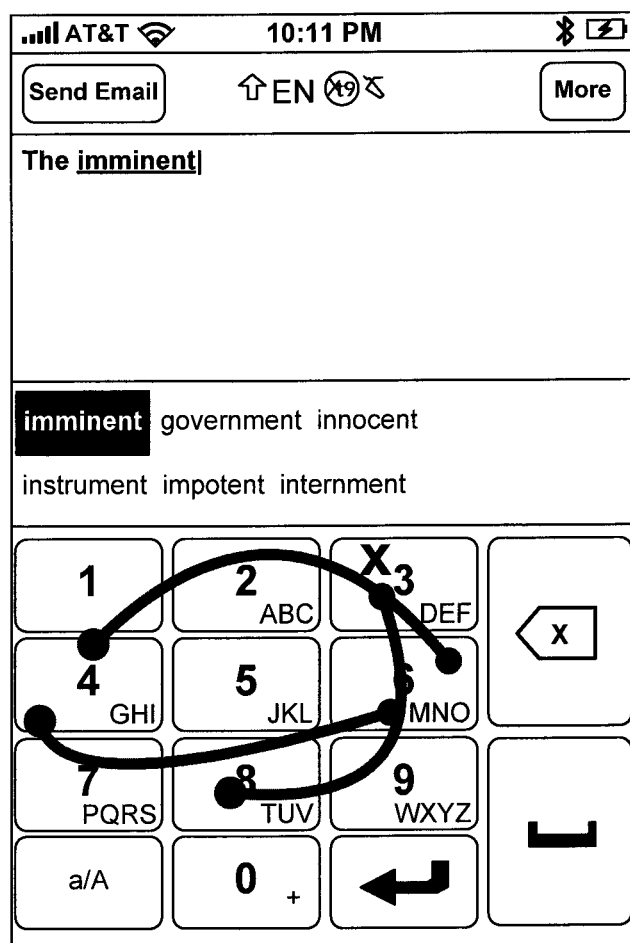 AT&T 10:11 PM
Send Email EN t9 More
The imminent
imminent government innocent
instrument impotent internment
1 2 ABC X 3 DEF X
4 GHI 5 JKL 6 MNO
7 PQRS 8 TUV 9 WXYZ
a/A 0 +